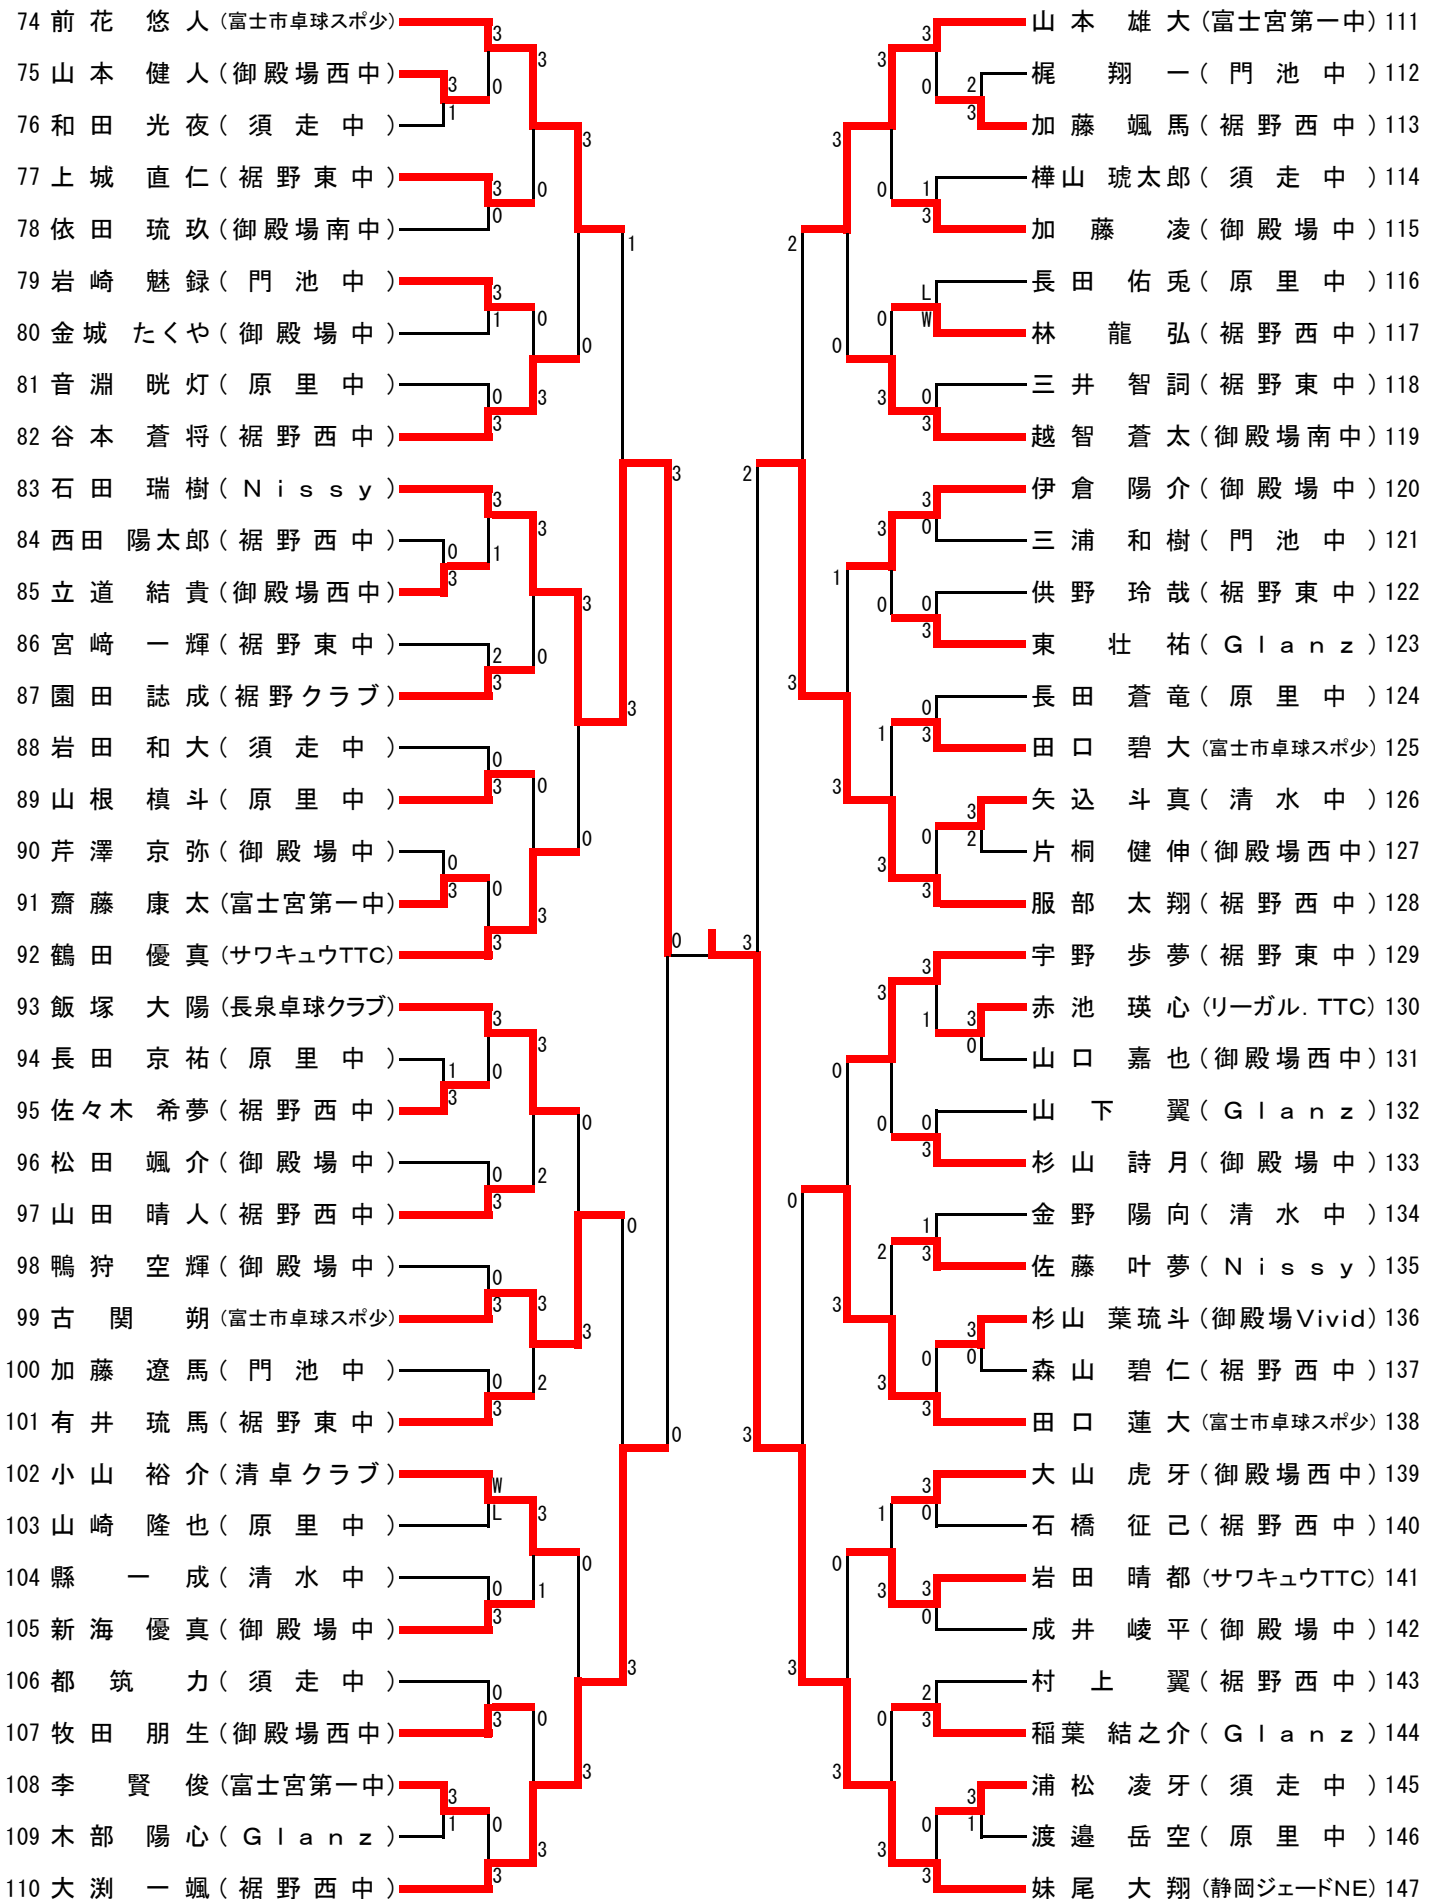 74 前花 悠人 (富士市卓球スポ少)
75 山本 健人 (御殿場西中)
76 和田 光夜 (須走中)
77 上城 直仁 (裾野東中)
78 依田 琉玖 (御殿場南中)
79 岩崎 魅録 (門池中)
80 金城 たくや (御殿場中)
81 音淵 晄灯 (原里中)
82 谷本 蒼将 (裾野西中)
83 石田 瑞樹 (Nissy)
84 西田 陽太郎 (裾野西中)
85 立道 結貴 (御殿場西中)
86 宮﨑 一輝 (裾野東中)
87 園田 誌成 (裾野クラブ)
88 岩田 和大 (須走中)
89 山根 槙斗 (原里中)
90 芹澤 京弥 (御殿場中)
91 齋藤 康太 (富士宮第一中)
92 鶴田 優真 (サワキュウTTC)
93 飯塚 大陽 (長泉卓球クラブ)
94 長田 京祐 (原里中)
95 佐々木 希夢 (裾野西中)
96 松田 颯介 (御殿場中)
97 山田 晴人 (裾野西中)
98 鴨狩 空輝 (御殿場中)
99 古関 朔 (富士市卓球スポ少)
100 加藤 遼馬 (門池中)
101 有井 琉馬 (裾野東中)
102 小山 裕介 (清卓クラブ)
103 山崎 隆也 (原里中)
104 縣 一成 (清水中)
105 新海 優真 (御殿場中)
106 都筑 力 (須走中)
107 牧田 朋生 (御殿場西中)
108 李 賢俊 (富士宮第一中)
109 木部 陽心 (Glanz)
110 大渕 一颯 (裾野西中)
山本 雄大 (富士宮第一中) 111
梶 翔一 (門池中) 112
加藤 颯馬 (裾野西中) 113
樺山 琥太郎 (須走中) 114
加藤 凌 (御殿場中) 115
長田 佑兎 (原里中) 116
林 龍弘 (裾野西中) 117
三井 智詞 (裾野東中) 118
越智 蒼太 (御殿場南中) 119
伊倉 陽介 (御殿場中) 120
三浦 和樹 (門池中) 121
供野 玲哉 (裾野東中) 122
東 壮祐 (Glanz) 123
長田 蒼竜 (原里中) 124
田口 碧大 (富士市卓球スポ少) 125
矢込 斗真 (清水中) 126
片桐 健伸 (御殿場西中) 127
服部 太翔 (裾野西中) 128
宇野 歩夢 (裾野東中) 129
赤池 瑛心 (リーガル.TTC) 130
山口 嘉也 (御殿場西中) 131
山下 翼 (Glanz) 132
杉山 詩月 (御殿場中) 133
金野 陽向 (清水中) 134
佐藤 叶夢 (Nissy) 135
杉山 葉琉斗 (御殿場Vivid) 136
森山 碧仁 (裾野西中) 137
田口 蓮大 (富士市卓球スポ少) 138
大山 虎牙 (御殿場西中) 139
石橋 征己 (裾野西中) 140
岩田 晴都 (サワキュウTTC) 141
成井 崚平 (御殿場中) 142
村上 翼 (裾野西中) 143
稲葉 結之介 (Glanz) 144
浦松 凌牙 (須走中) 145
渡邉 岳空 (原里中) 146
妹尾 大翔 (静岡ジェードNE) 147